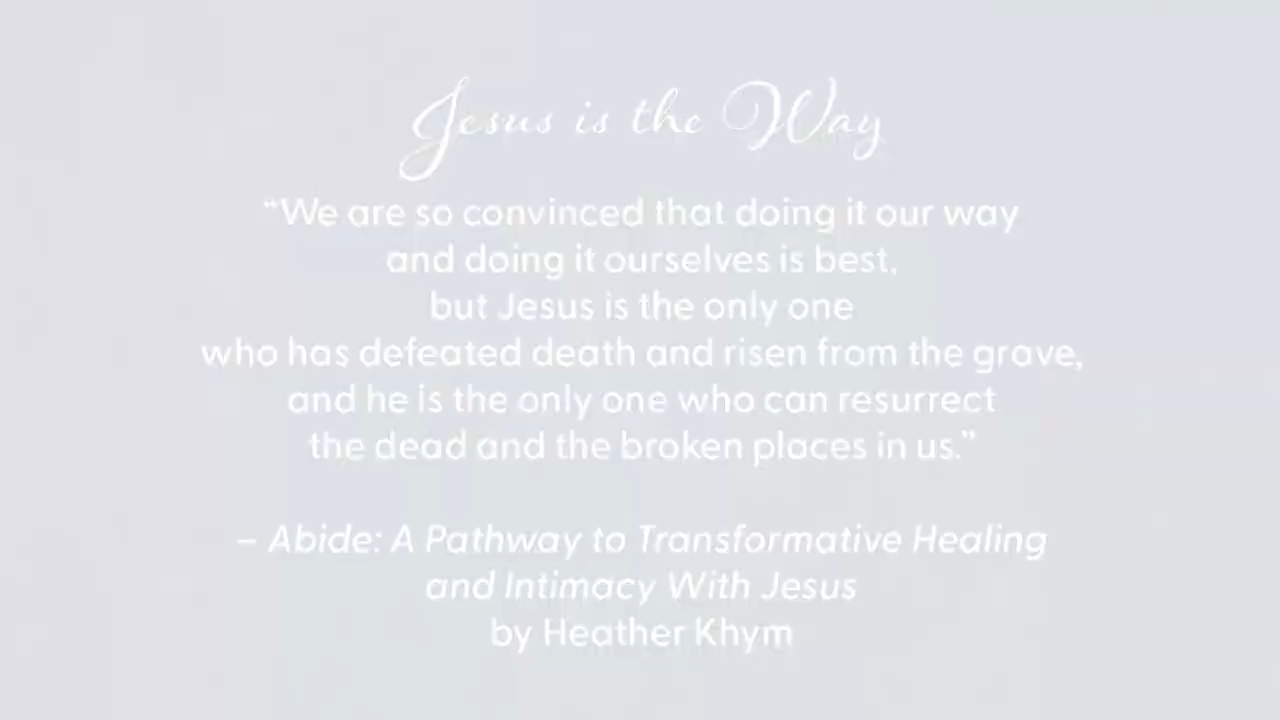 Jesus is the Way
“We are so convinced that doing it our way
and doing it ourselves is best,
but Jesus is the only one
who has defeated death and risen from the grave,
and he is the only one who can resurrect
the dead and the broken places in us.”
– Abide: A Pathway to Transformative Healing
and Intimacy With Jesus
by Heather Khym